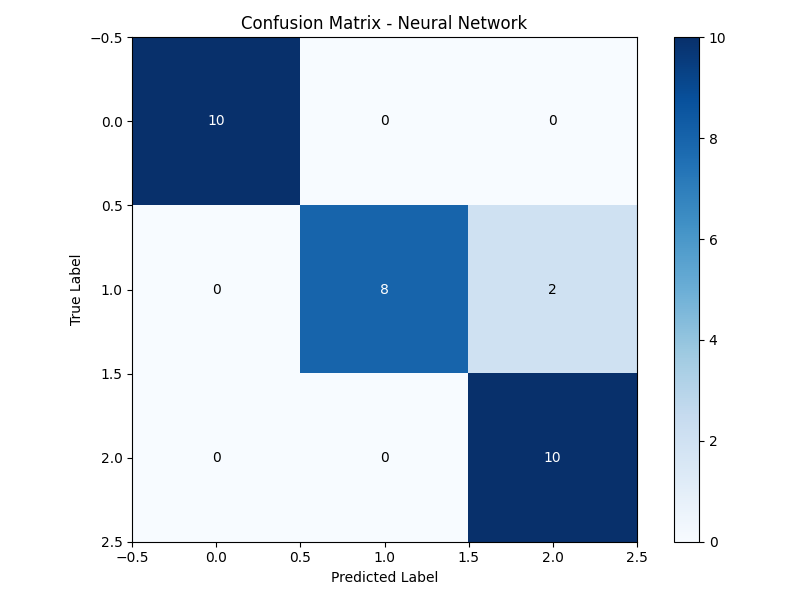 Confusion Matrix - Neural Network
−0.5
0.0
0.5
1.0
1.5
2.0
2.5
True Label
10 0 0
0 8 2
0 0 10
−0.5 0.0 0.5 1.0 1.5 2.0 2.5
Predicted Label
10
8
6
4
2
0